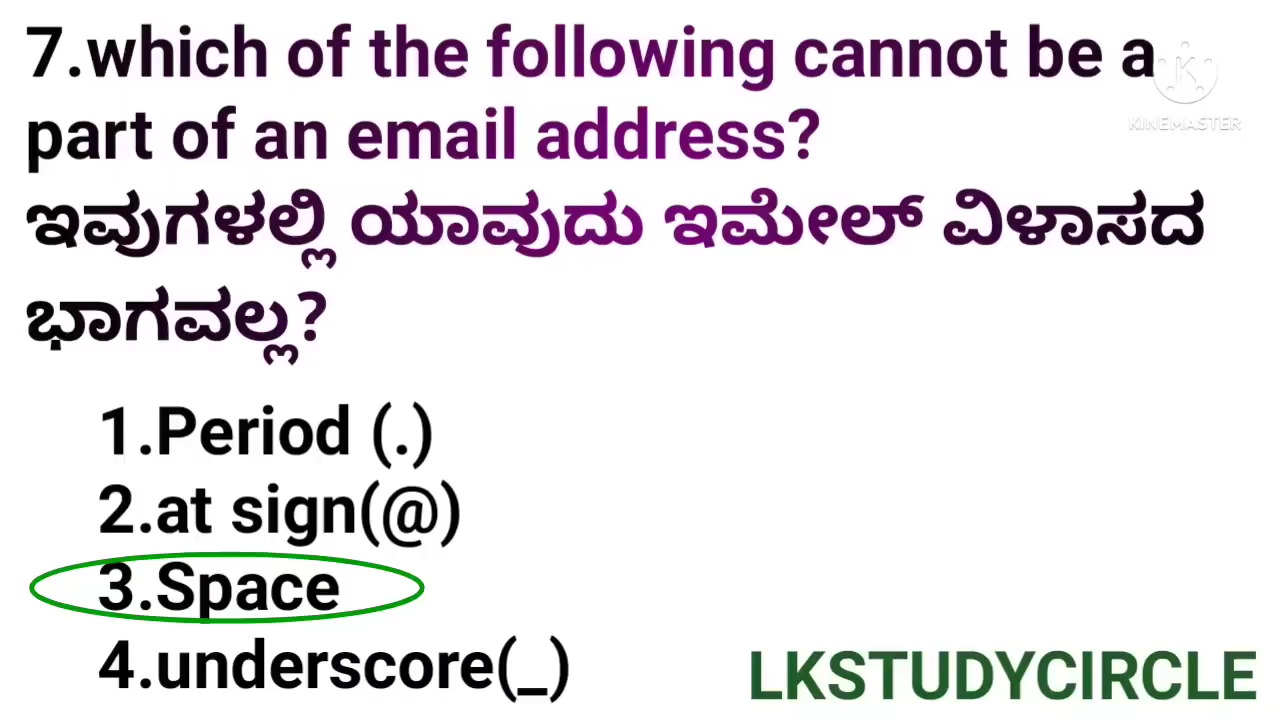 7.which of the following cannot be a
KINEMASTER
part of an email address?
ಇವುಗಳಲ್ಲಿ ಯಾವುದು ಇಮೇಲ್ ವಿಳಾಸದ
ಭಾಗವಲ್ಲ?
1.Period (.)
2.at sign(@)
3.Space
4.underscore(_)
LKSTUDYCIRCLE